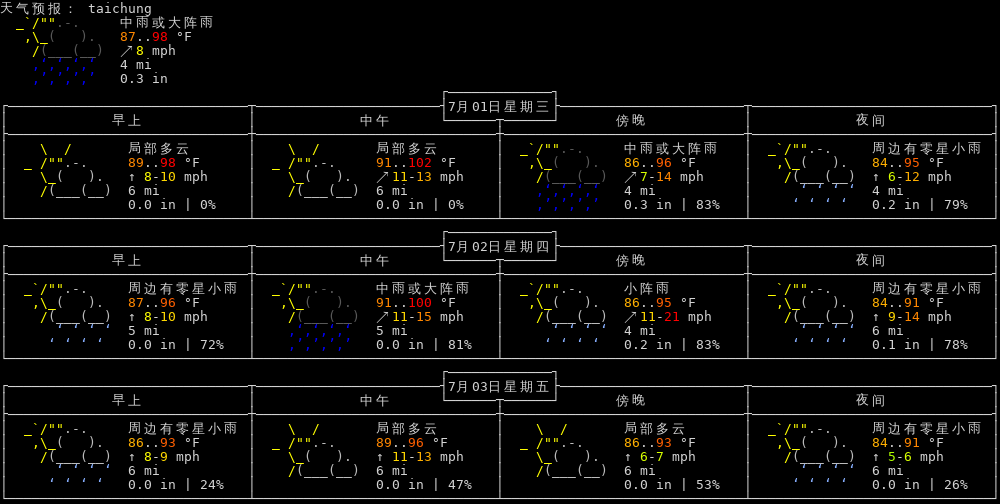 天气预报： taichung
中雨或大阵雨
87..98 °F
↗8 mph
4 mi
0.3 in
7月01日星期三
早上 中午 傍晚 夜间
局部多云 局部多云 中雨或大阵雨 周边有零星小雨
89..98 °F 91..102 °F 86..96 °F 84..95 °F
↑ 8-10 mph ↗11-13 mph ↗7-14 mph ↑ 6-12 mph
6 mi 6 mi 4 mi 4 mi
0.0 in | 0% 0.0 in | 0% 0.3 in | 83% 0.2 in | 79%
7月02日星期四
早上 中午 傍晚 夜间
周边有零星小雨 中雨或大阵雨 小阵雨 周边有零星小雨
87..96 °F 91..100 °F 86..95 °F 84..91 °F
↑ 8-10 mph ↗11-15 mph ↗11-21 mph ↑ 9-14 mph
5 mi 5 mi 4 mi 6 mi
0.0 in | 72% 0.0 in | 81% 0.2 in | 83% 0.1 in | 78%
7月03日星期五
早上 中午 傍晚 夜间
周边有零星小雨 局部多云 局部多云 周边有零星小雨
86..93 °F 89..96 °F 86..93 °F 84..91 °F
↑ 8-9 mph ↑ 11-13 mph ↑ 6-7 mph ↑ 5-6 mph
6 mi 6 mi 6 mi 6 mi
0.0 in | 24% 0.0 in | 47% 0.0 in | 53% 0.0 in | 26%